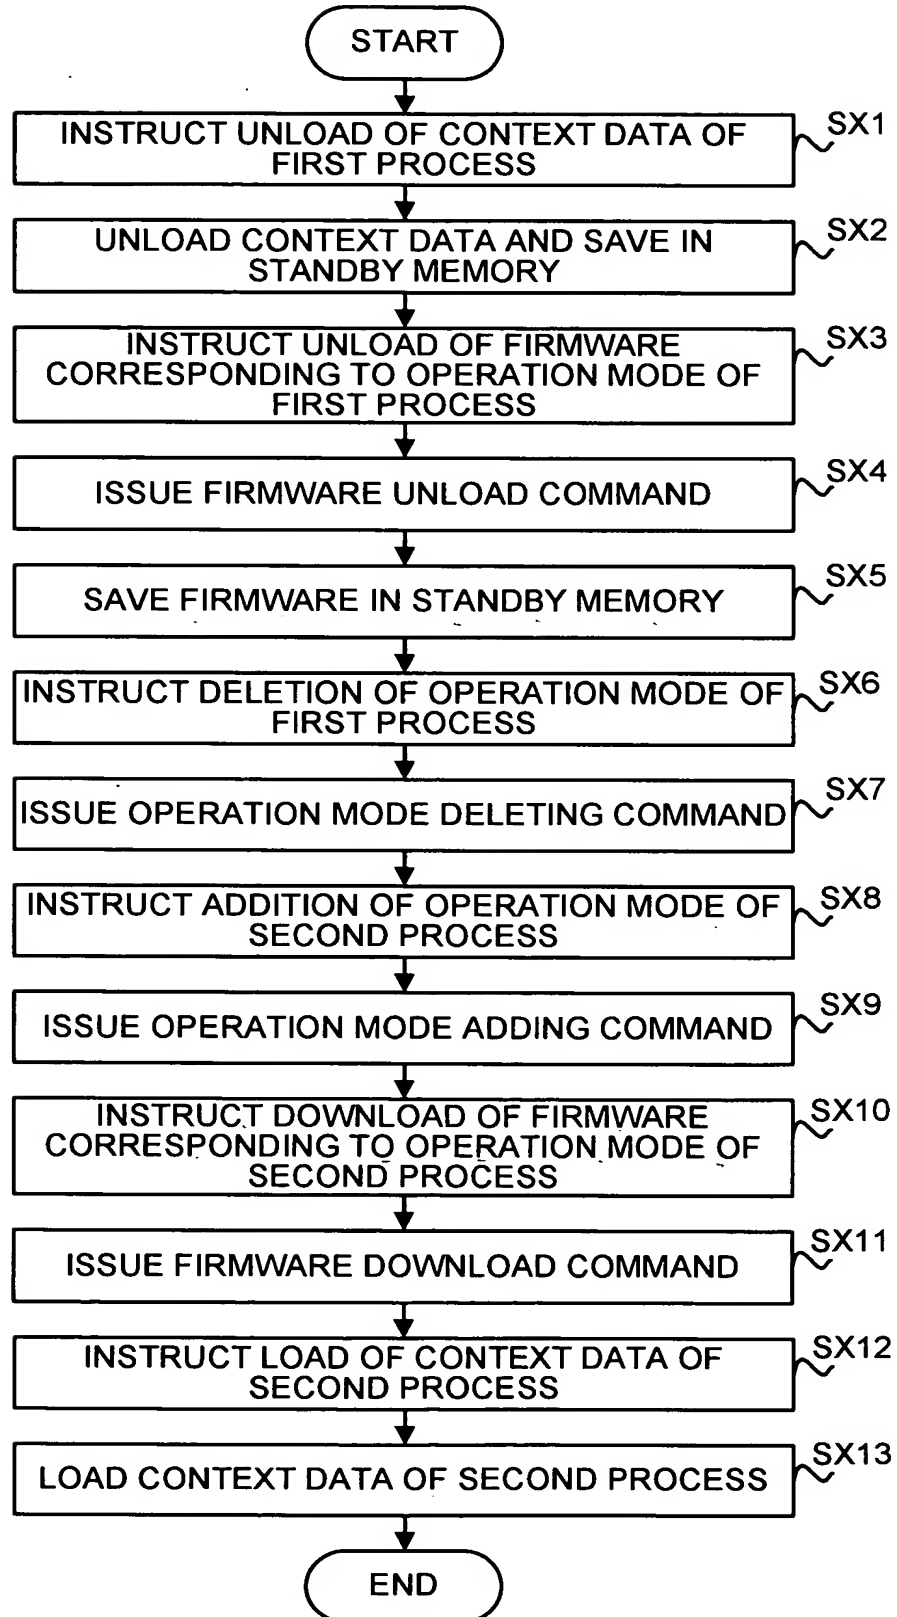 START
INSTRUCT UNLOAD OF CONTEXT DATA OF
FIRST PROCESS
SX1
UNLOAD CONTEXT DATA AND SAVE IN
STANDBY MEMORY
SX2
INSTRUCT UNLOAD OF FIRMWARE
CORRESPONDING TO OPERATION MODE OF
FIRST PROCESS
SX3
ISSUE FIRMWARE UNLOAD COMMAND
SX4
SAVE FIRMWARE IN STANDBY MEMORY
SX5
INSTRUCT DELETION OF OPERATION MODE OF
FIRST PROCESS
SX6
ISSUE OPERATION MODE DELETING COMMAND
SX7
INSTRUCT ADDITION OF OPERATION MODE OF
SECOND PROCESS
SX8
ISSUE OPERATION MODE ADDING COMMAND
SX9
INSTRUCT DOWNLOAD OF FIRMWARE
CORRESPONDING TO OPERATION MODE OF
SECOND PROCESS
SX10
ISSUE FIRMWARE DOWNLOAD COMMAND
SX11
INSTRUCT LOAD OF CONTEXT DATA OF
SECOND PROCESS
SX12
LOAD CONTEXT DATA OF SECOND PROCESS
SX13
END